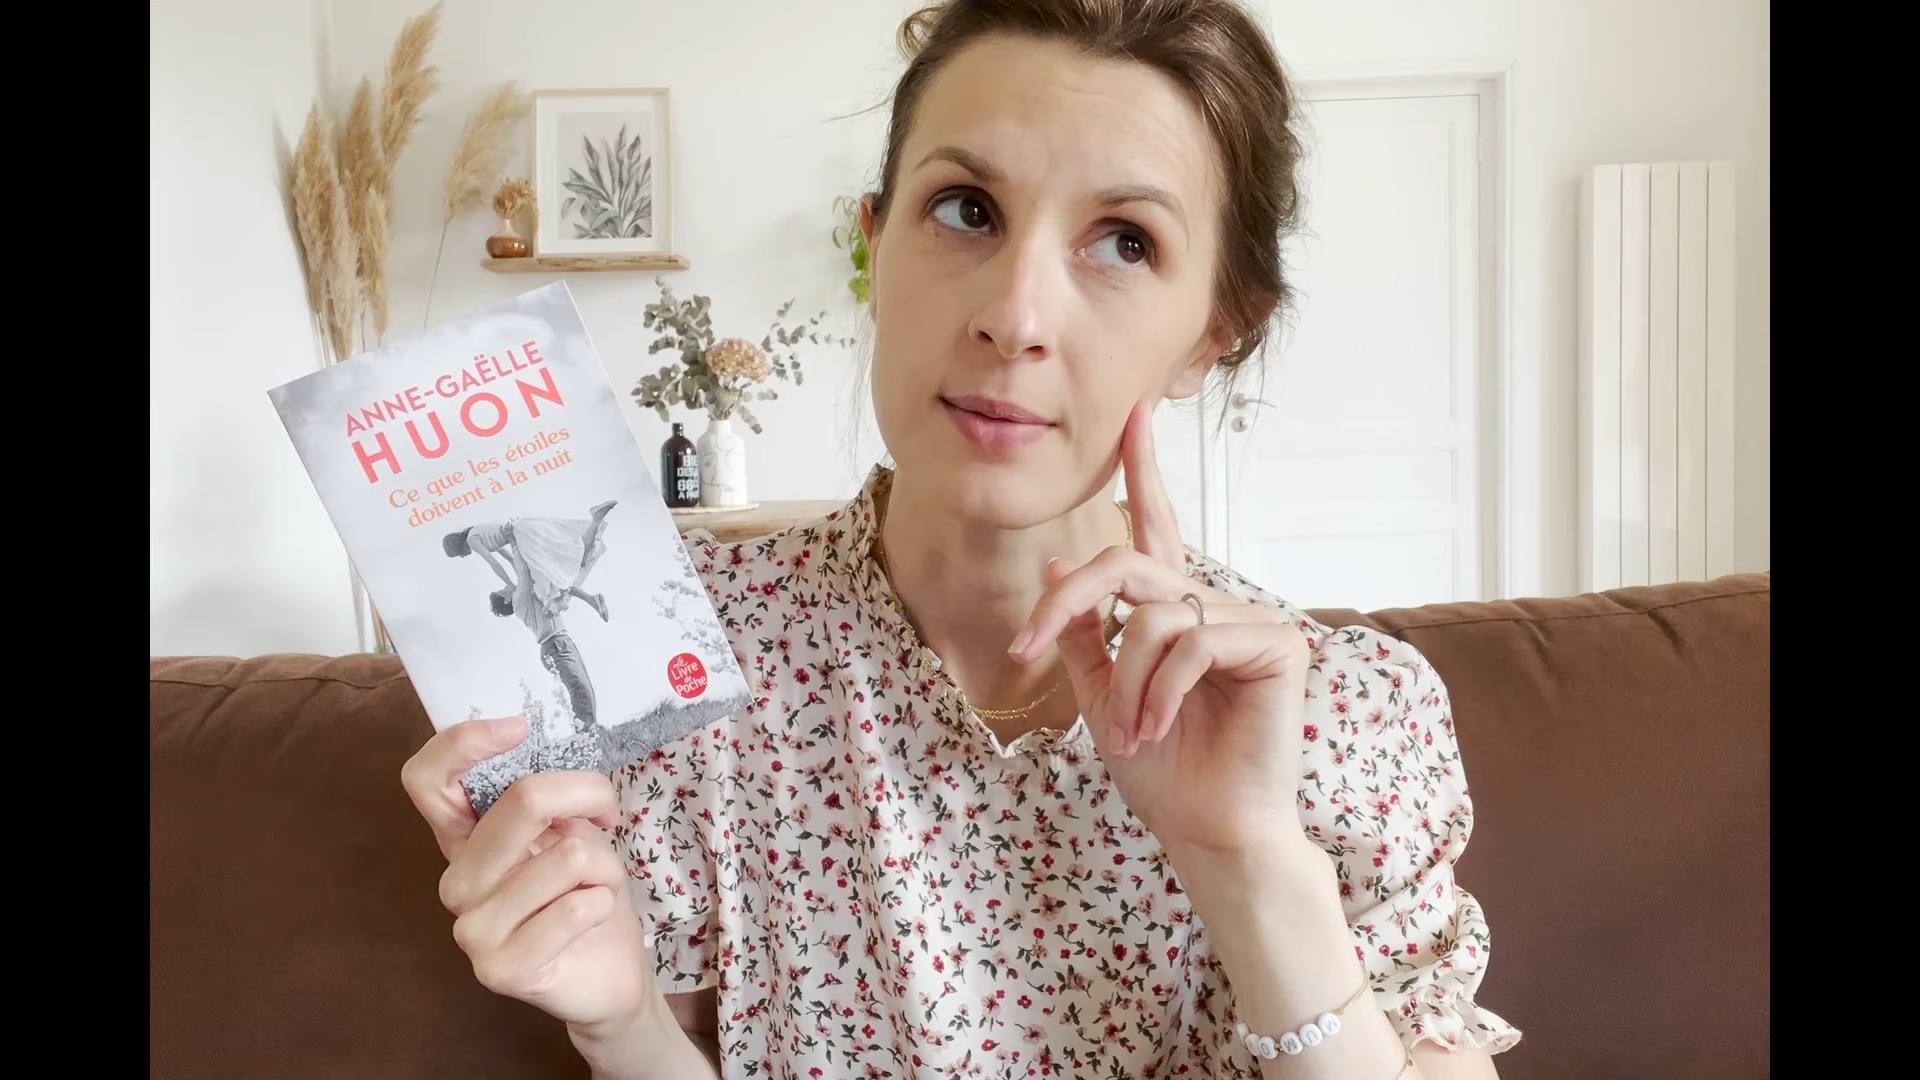 ANNE-GAËLLE
HUON
Ce que les étoiles
doivent à la nuit
Le
Livre
de
Poche